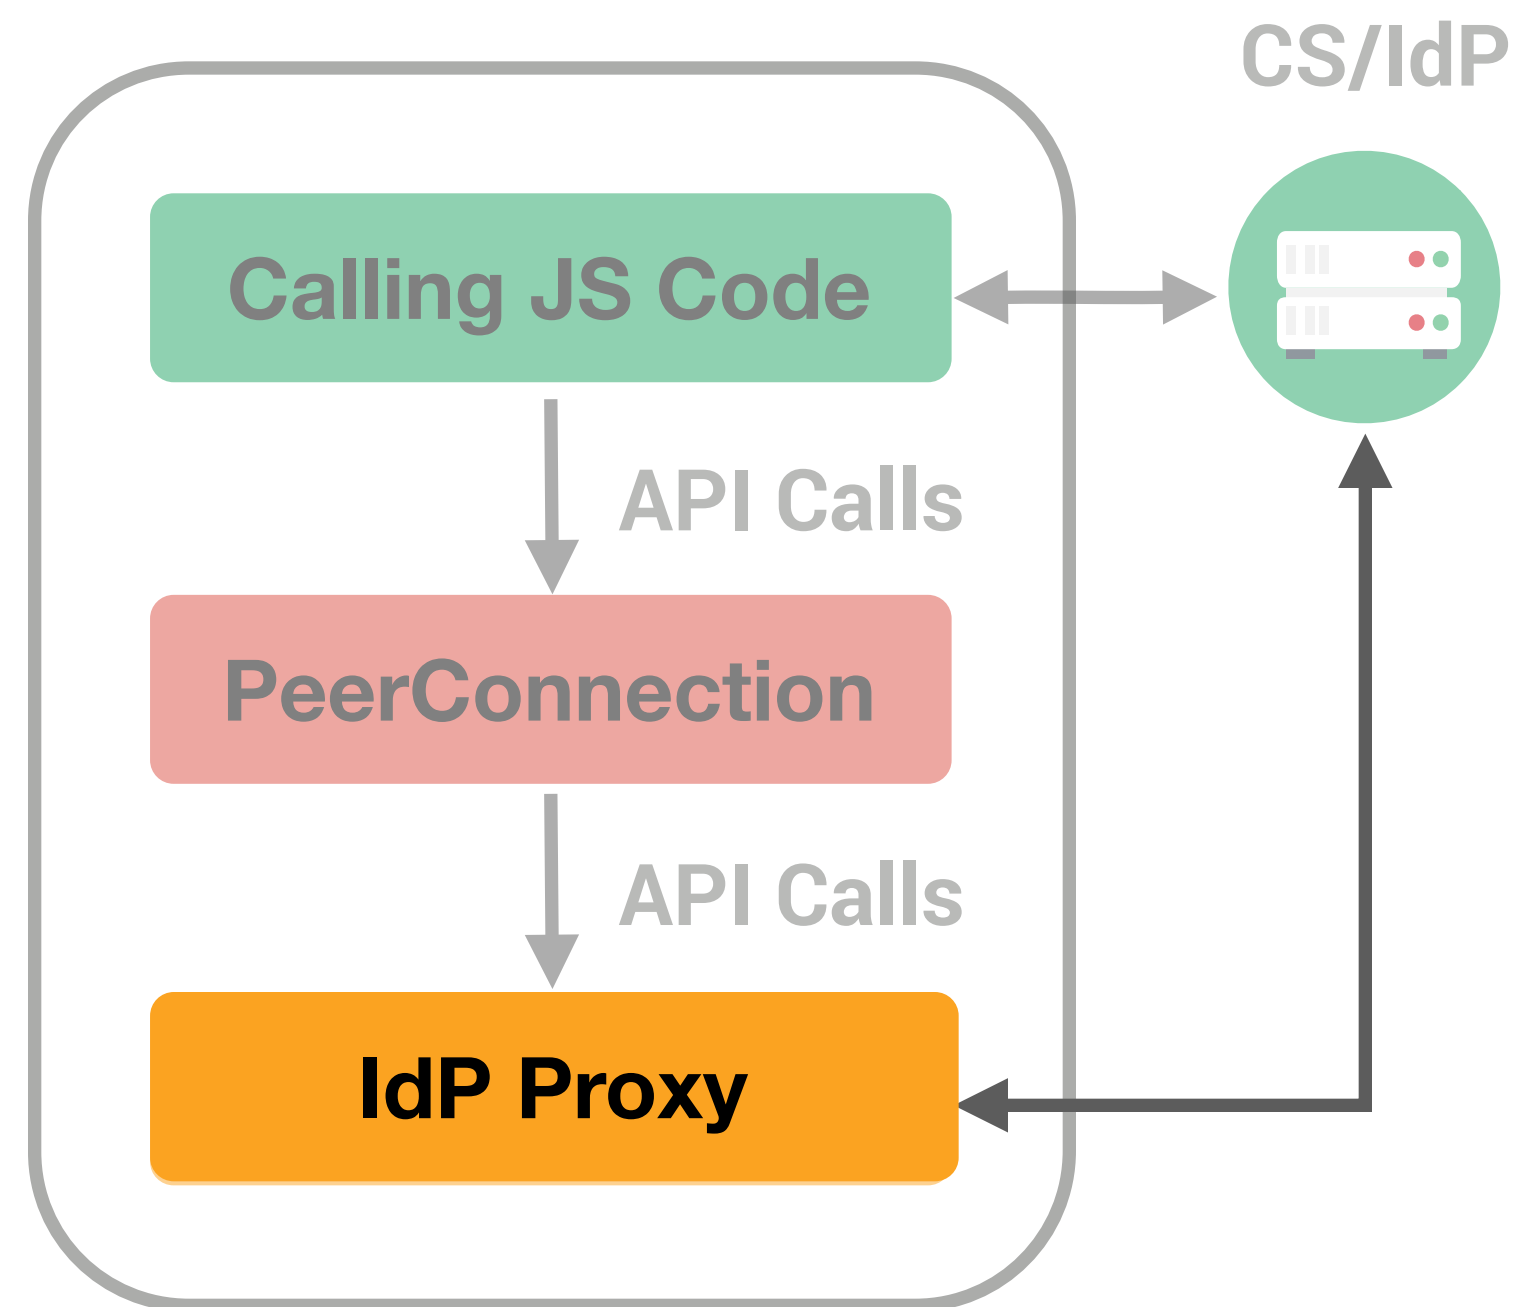 CS/IdP
Calling JS Code
API Calls
PeerConnection
API Calls
IdP Proxy